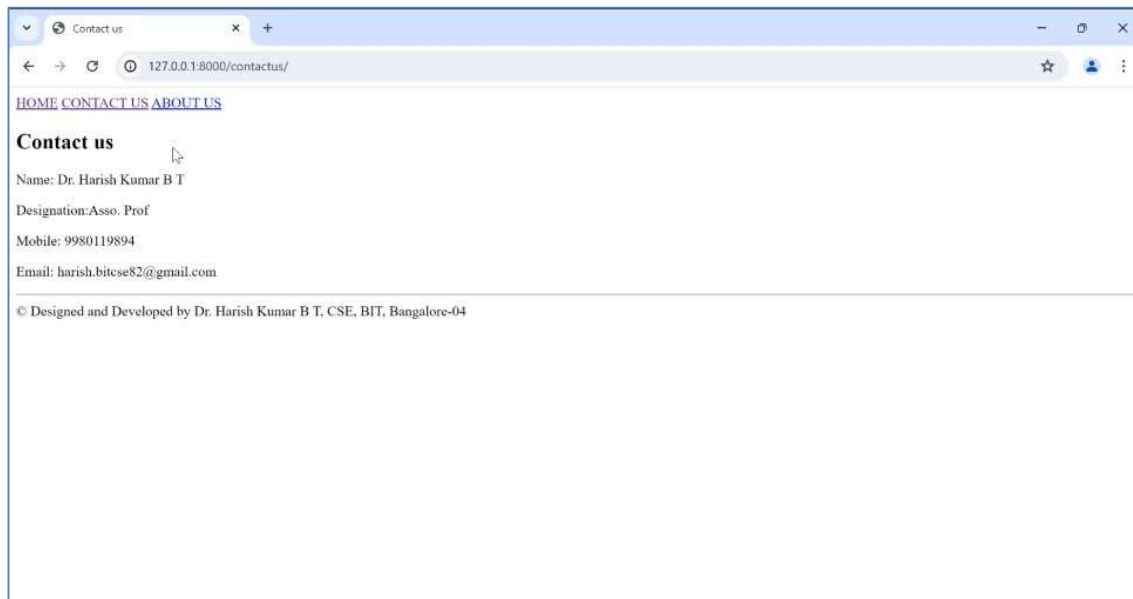 Contact us
127.0.0.1:8000/contactus/
HOME CONTACT US ABOUT US
Contact us
Name: Dr. Harish Kumar B T
Designation:Asso. Prof
Mobile: 9980119894
Email: harish.bitcse82@gmail.com
© Designed and Developed by Dr. Harish Kumar B T, CSE, BIT, Bangalore-04